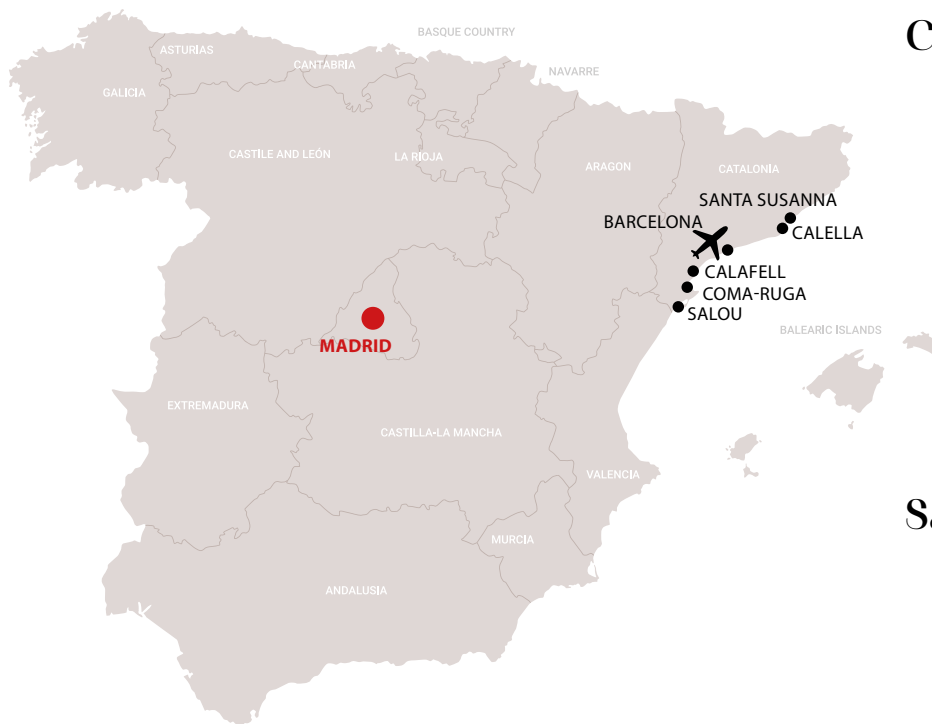 BASQUE COUNTRY
C
ASTURIAS
CANTABRIA
NAVARRE
GALICIA
CASTILE AND LEÓN
LA RIOJA
ARAGON
CATALONIA
SANTA SUSANNA
BARCELONA
CALELLA
CALAFELL
COMA-RUGA
SALOU
BALEARIC ISLANDS
MADRID
EXTREMADURA
CASTILLA-LA MANCHA
VALENCIA
MURCIA
ANDALUSIA